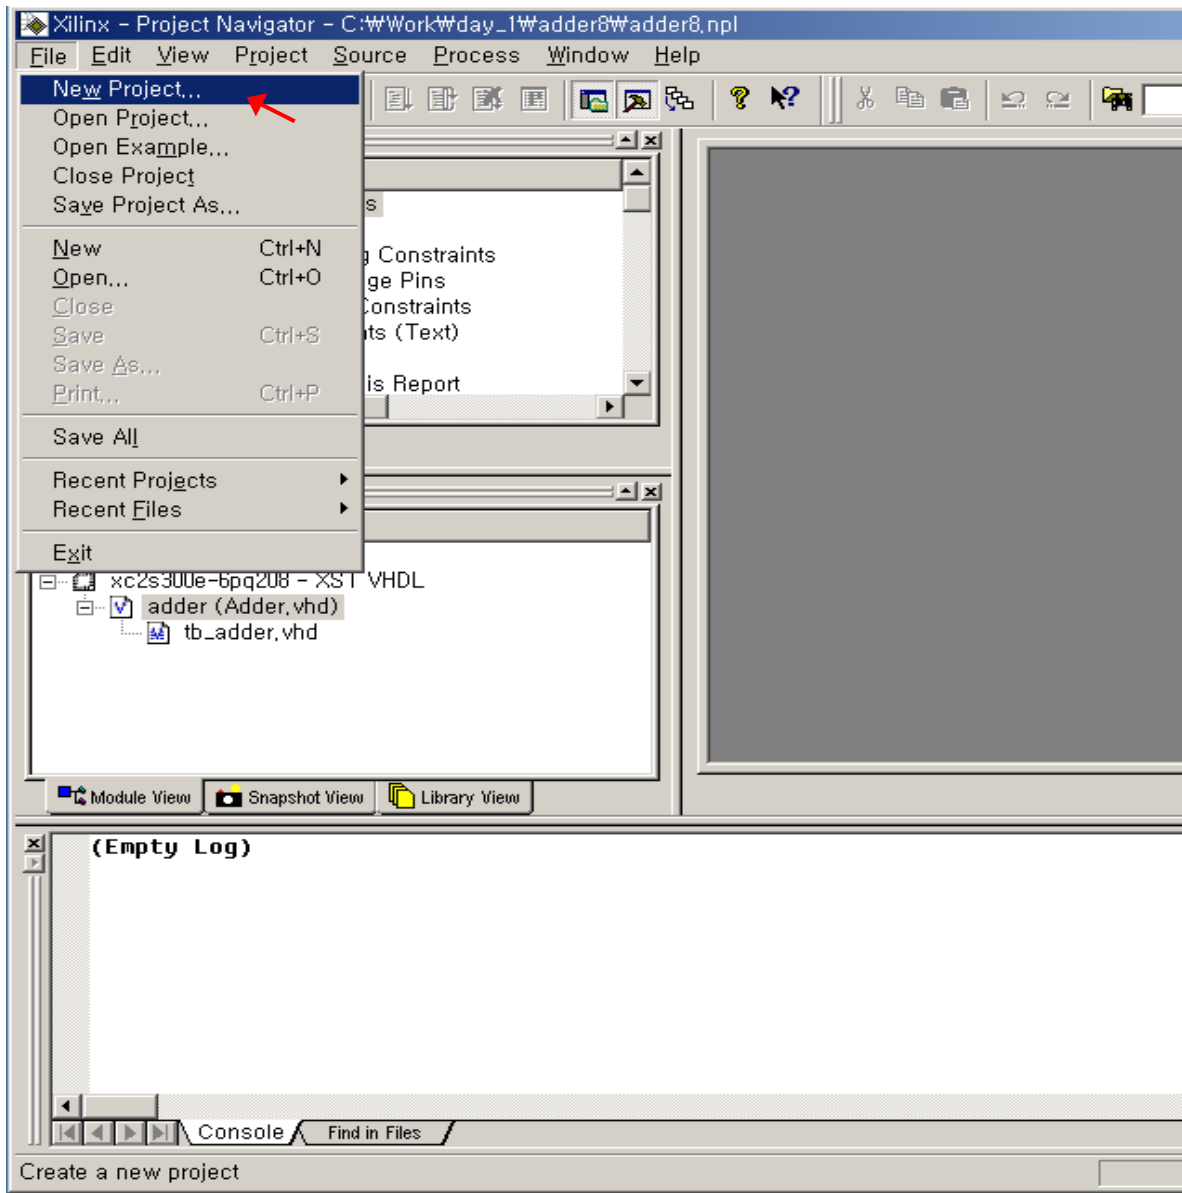 Xilinx - Project Navigator - C:₩Work₩day_1₩adder8₩adder8.npl
File Edit View Project Source Process Window Help
New Project...
Open Project...
Open Example...
Close Project
Save Project As...
s
New Ctrl+N
g Constraints
Open... Ctrl+O
ge Pins
Close
Constraints
Save Ctrl+S
nts (Text)
Save As...
Print... Ctrl+P
is Report
Save All
Recent Projects
Recent Files
Exit
xc2s300e-6pq208 - XST VHDL
adder (Adder.vhd)
tb_adder.vhd
Module View Snapshot View Library View
(Empty Log)
Console Find in Files
Create a new project